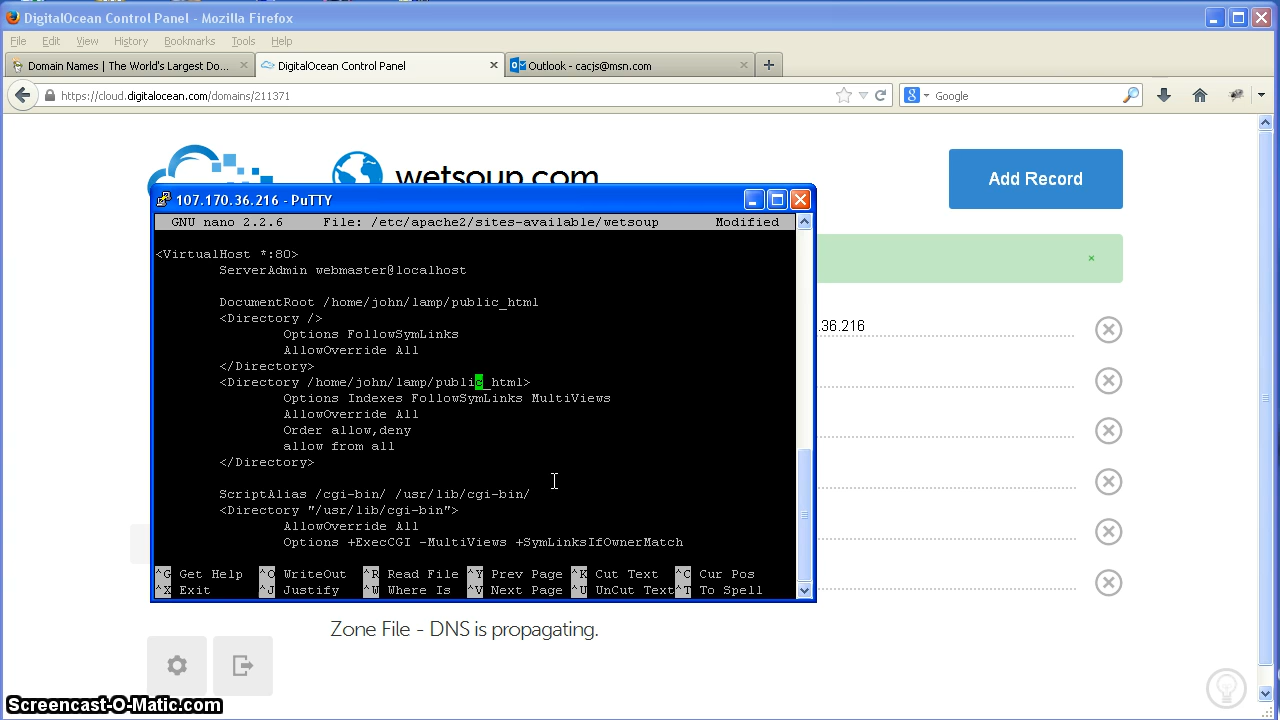 DigitalOcean Control Panel - Mozilla Firefox
File Edit View History Bookmarks Tools Help
Domain Names | The World's Largest Do...
DigitalOcean Control Panel
Outlook - cacjs@msn.com
https://cloud.digitalocean.com/domains/211371
Google
wetsoup.com
Add Record
107.170.36.216 - PuTTY
GNU nano 2.2.6 File: /etc/apache2/sites-available/wetsoup Modified
<VirtualHost *:80>
ServerAdmin webmaster@localhost
DocumentRoot /home/john/lamp/public_html
<Directory />
Options FollowSymLinks
AllowOverride All
</Directory>
<Directory /home/john/lamp/public_html>
Options Indexes FollowSymLinks MultiViews
AllowOverride All
Order allow,deny
allow from all
</Directory>
ScriptAlias /cgi-bin/ /usr/lib/cgi-bin/
<Directory "/usr/lib/cgi-bin">
AllowOverride All
Options +ExecCGI -MultiViews +SymLinksIfOwnerMatch
^G Get Help ^O WriteOut ^R Read File ^Y Prev Page ^K Cut Text ^C Cur Pos
^X Exit ^J Justify ^W Where Is ^V Next Page ^U UnCut Text ^T To Spell
.36.216
Zone File - DNS is propagating.
Screencast-O-Matic.com